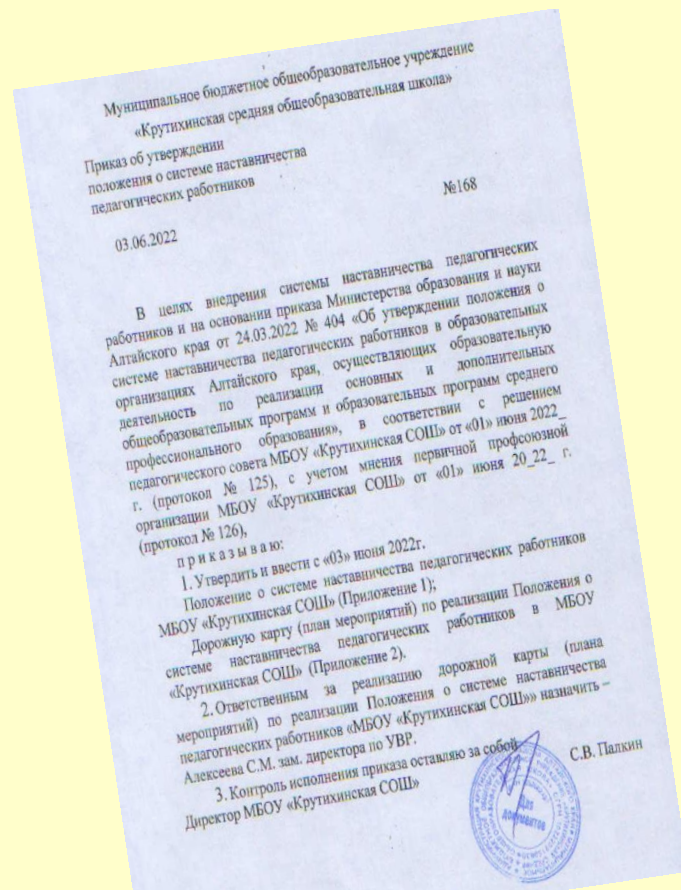 Муниципальное бюджетное общеобразовательное учреждение
«Крутихинская средняя общеобразовательная школа»
Приказ об утверждении
положения о системе наставничества
педагогических работников
№168
03.06.2022
В целях внедрения системы наставничества педагогических
работников и на основании приказа Министерства образования и науки
Алтайского края от 24.03.2022 № 404 «Об утверждении положения о
системе наставничества педагогических работников в образовательных
организациях Алтайского края, осуществляющих образовательную
деятельность по реализации основных и дополнительных
общеобразовательных программ и образовательных программ среднего
профессионального образования», в соответствии с решением
педагогического совета МБОУ «Крутихинская СОШ» от «01» июня 2022_
г. (протокол № 125), с учетом мнения первичной профсоюзной
организации МБОУ «Крутихинская СОШ» от «01» июня 20_22_ г.
(протокол № 126),
п р и к а з ы в а ю:
1. Утвердить и ввести с «03» июня 2022г.
Положение о системе наставничества педагогических работников
МБОУ «Крутихинская СОШ» (Приложение 1);
Дорожную карту (план мероприятий) по реализации Положения о
системе наставничества педагогических работников в МБОУ
«Крутихинская СОШ» (Приложение 2).
2. Ответственным за реализацию дорожной карты (плана
мероприятий) по реализации Положения о системе наставничества
педагогических работников «МБОУ «Крутихинская СОШ»» назначить –
Алексеева С.М. зам. директора по УВР.
3. Контроль исполнения приказа оставляю за собой
Директор МБОУ «Крутихинская СОШ»
С.В. Палкин
Для
документов